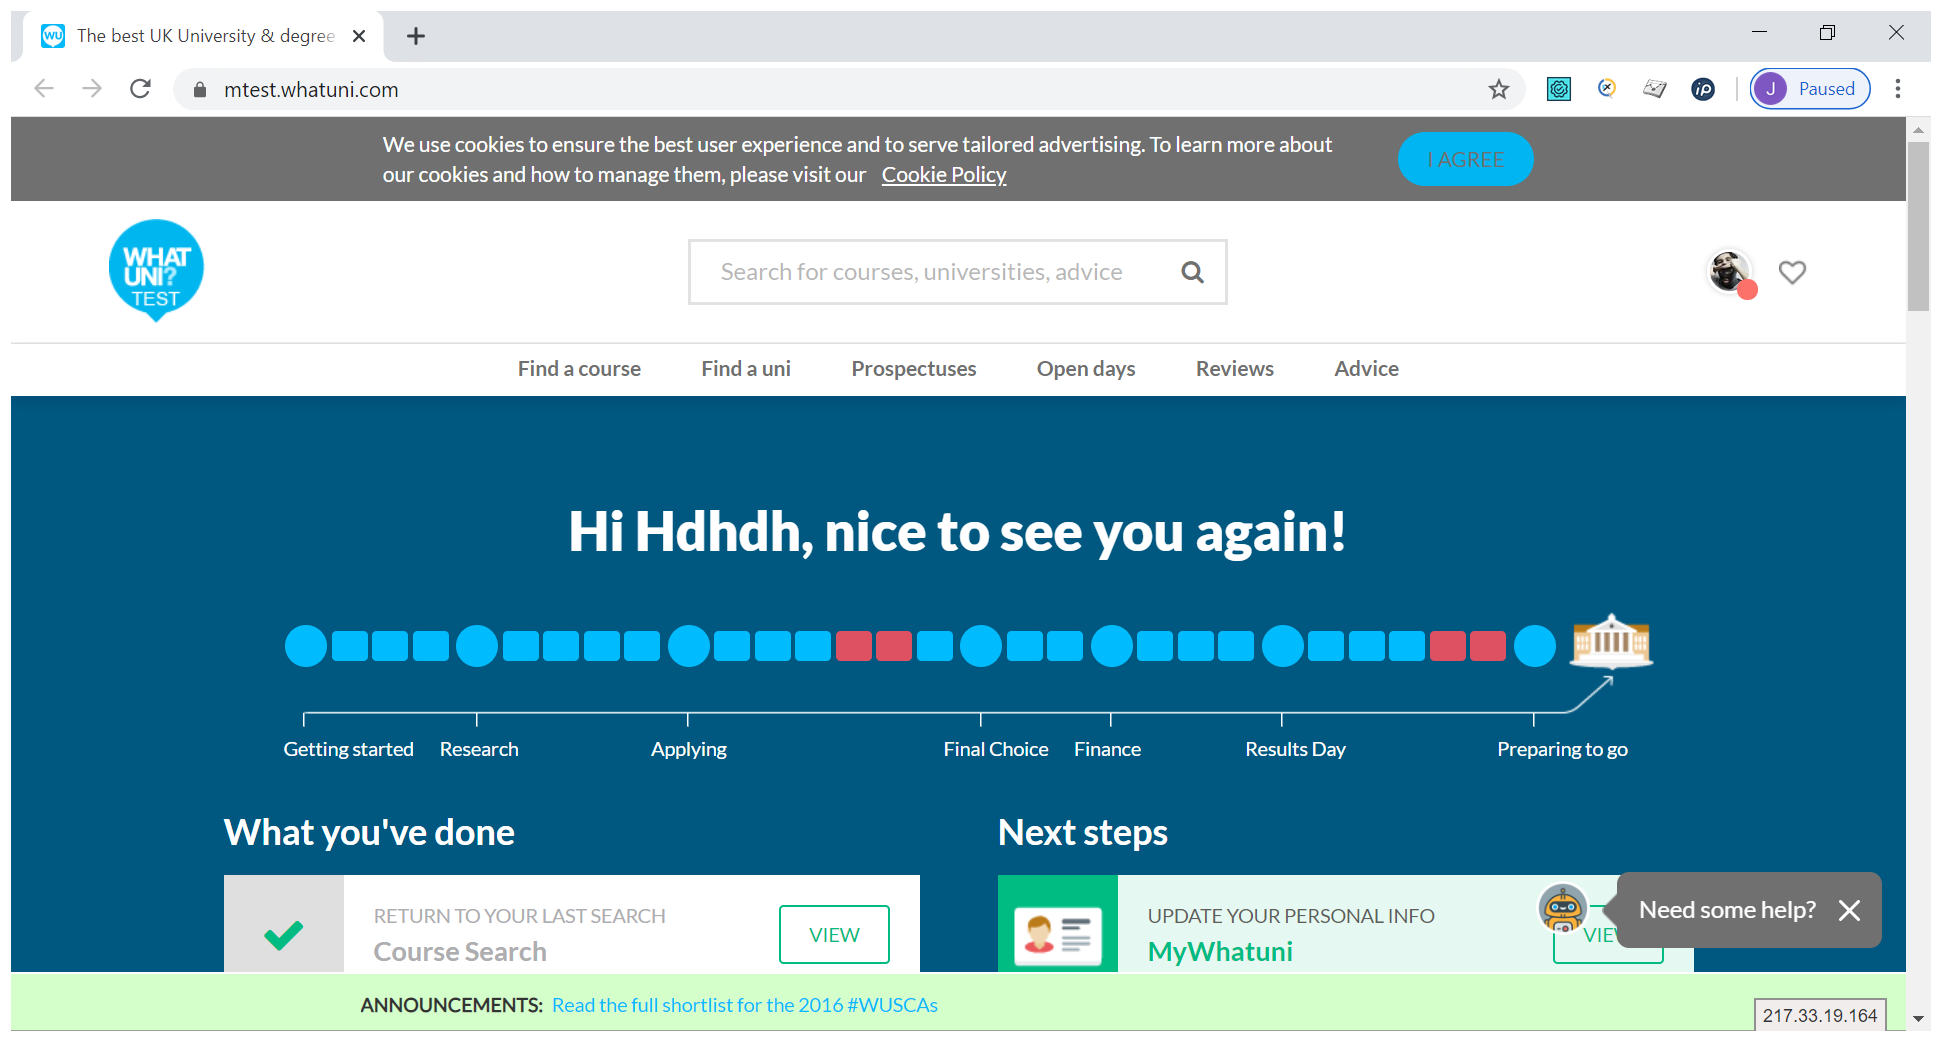 WU The best UK University & degree
mtest.whatuni.com
iP
J Paused
We use cookies to ensure the best user experience and to serve tailored advertising. To learn more about
our cookies and how to manage them, please visit our Cookie Policy
I AGREE
WHAT
UNI?
TEST
Search for courses, universities, advice
Find a course Find a uni Prospectuses Open days Reviews Advice
Hi Hdhdh, nice to see you again!
Getting started Research Applying Final Choice Finance Results Day Preparing to go
What you've done
RETURN TO YOUR LAST SEARCH
Course Search
VIEW
Next steps
UPDATE YOUR PERSONAL INFO
MyWhatuni
VIE
Need some help?
ANNOUNCEMENTS: Read the full shortlist for the 2016 #WUSCAs
217.33.19.164